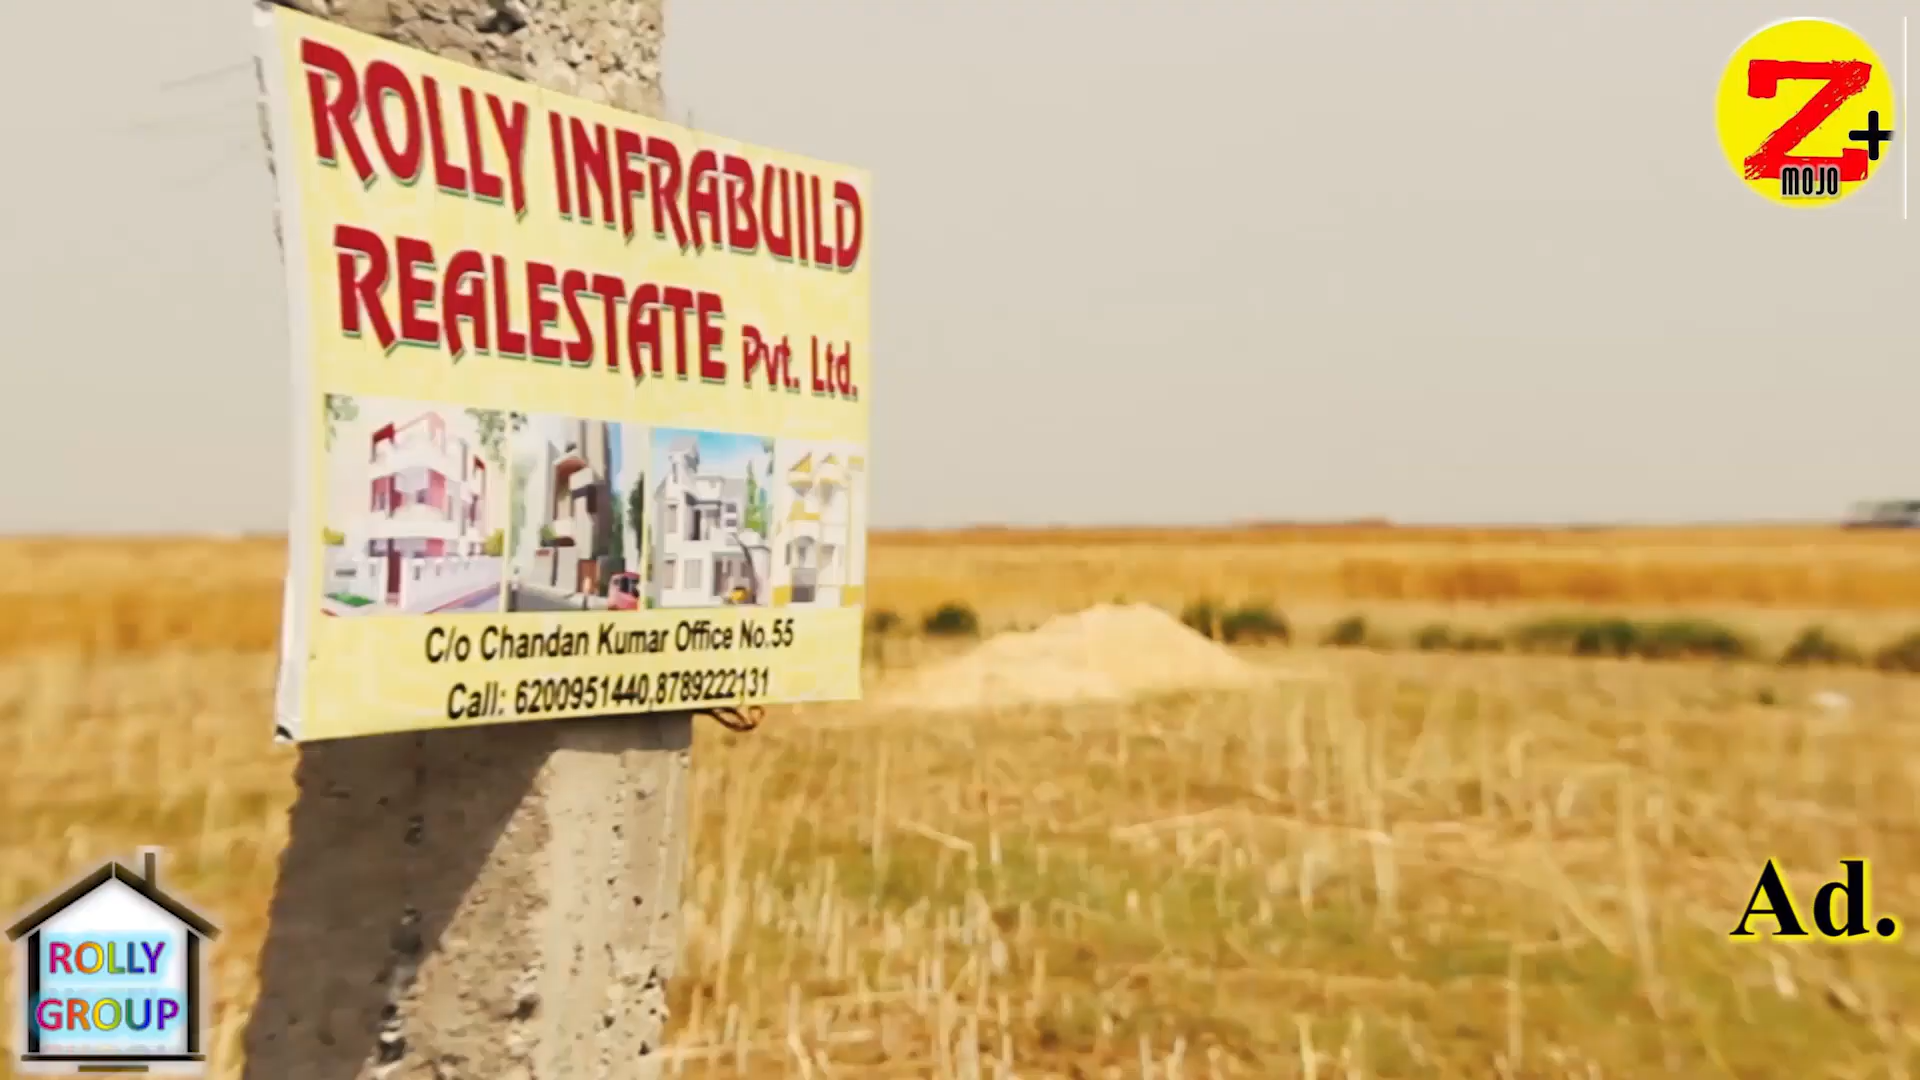 ROLLY INFRABUILD
REALESTATE Pvt. Ltd.
C/o Chandan Kumar Office No.55
Call: 6200951440,8789222131
Z+
MOJO
Ad.
ROLLY
GROUP